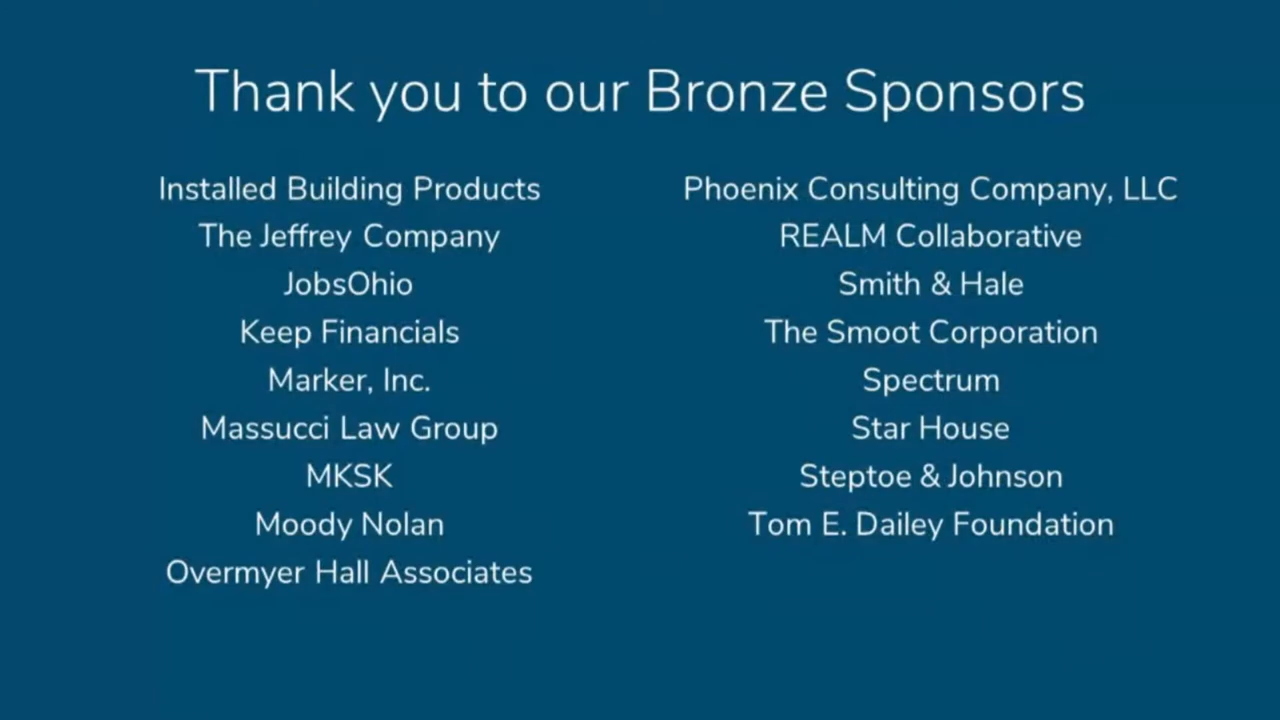 Thank you to our Bronze Sponsors
Installed Building Products
The Jeffrey Company
JobsOhio
Keep Financials
Marker, Inc.
Massucci Law Group
MKSK
Moody Nolan
Overmyer Hall Associates
Phoenix Consulting Company, LLC
REALM Collaborative
Smith & Hale
The Smoot Corporation
Spectrum
Star House
Steptoe & Johnson
Tom E. Dailey Foundation